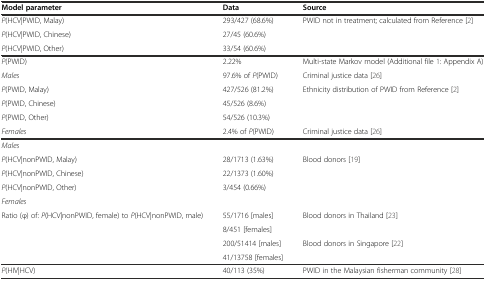 Model parameter Data Source
P(HCV|PWID, Malay) 293/427 (68.6%) PWID not in treatment; calculated from Reference [2]
P(HCV|PWID, Chinese) 27/45 (60.6%)
P(HCV|PWID, Other) 33/54 (60.6%)
P(PWID) 2.22% Multi-state Markov model (Additional file 1: Appendix A)
Males 97.6% of P(PWID) Criminal justice data [26]
P(PWID, Malay) 427/526 (81.2%) Ethnicity distribution of PWID from Reference [2]
P(PWID, Chinese) 45/526 (8.6%)
P(PWID, Other) 54/526 (10.3%)
Females 2.4% of P(PWID) Criminal justice data [26]
Males
P(HCV|nonPWID, Malay) 28/1713 (1.63%) Blood donors [19]
P(HCV|nonPWID, Chinese) 22/1373 (1.60%)
P(HCV|nonPWID, Other) 3/454 (0.66%)
Females
Ratio (φ) of: P(HCV|nonPWID, female) to P(HCV|nonPWID, male) 55/1716 [males] Blood donors in Thailand [23]
8/451 [females]
200/51414 [males] Blood donors in Singapore [22]
41/13758 [females]
P(HIV|HCV) 40/113 (35%) PWID in the Malaysian fisherman community [28]